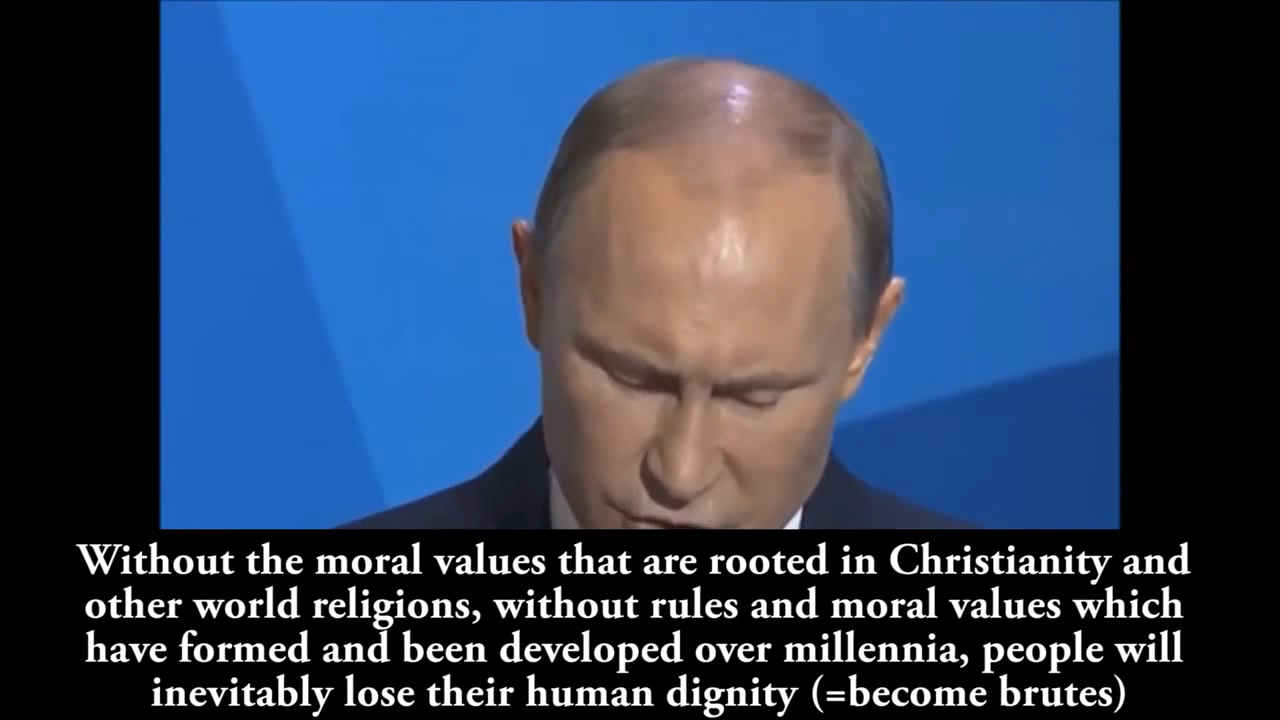 Without the moral values that are rooted in Christianity and
other world religions, without rules and moral values which
have formed and been developed over millennia, people will
inevitably lose their human dignity (=become brutes)